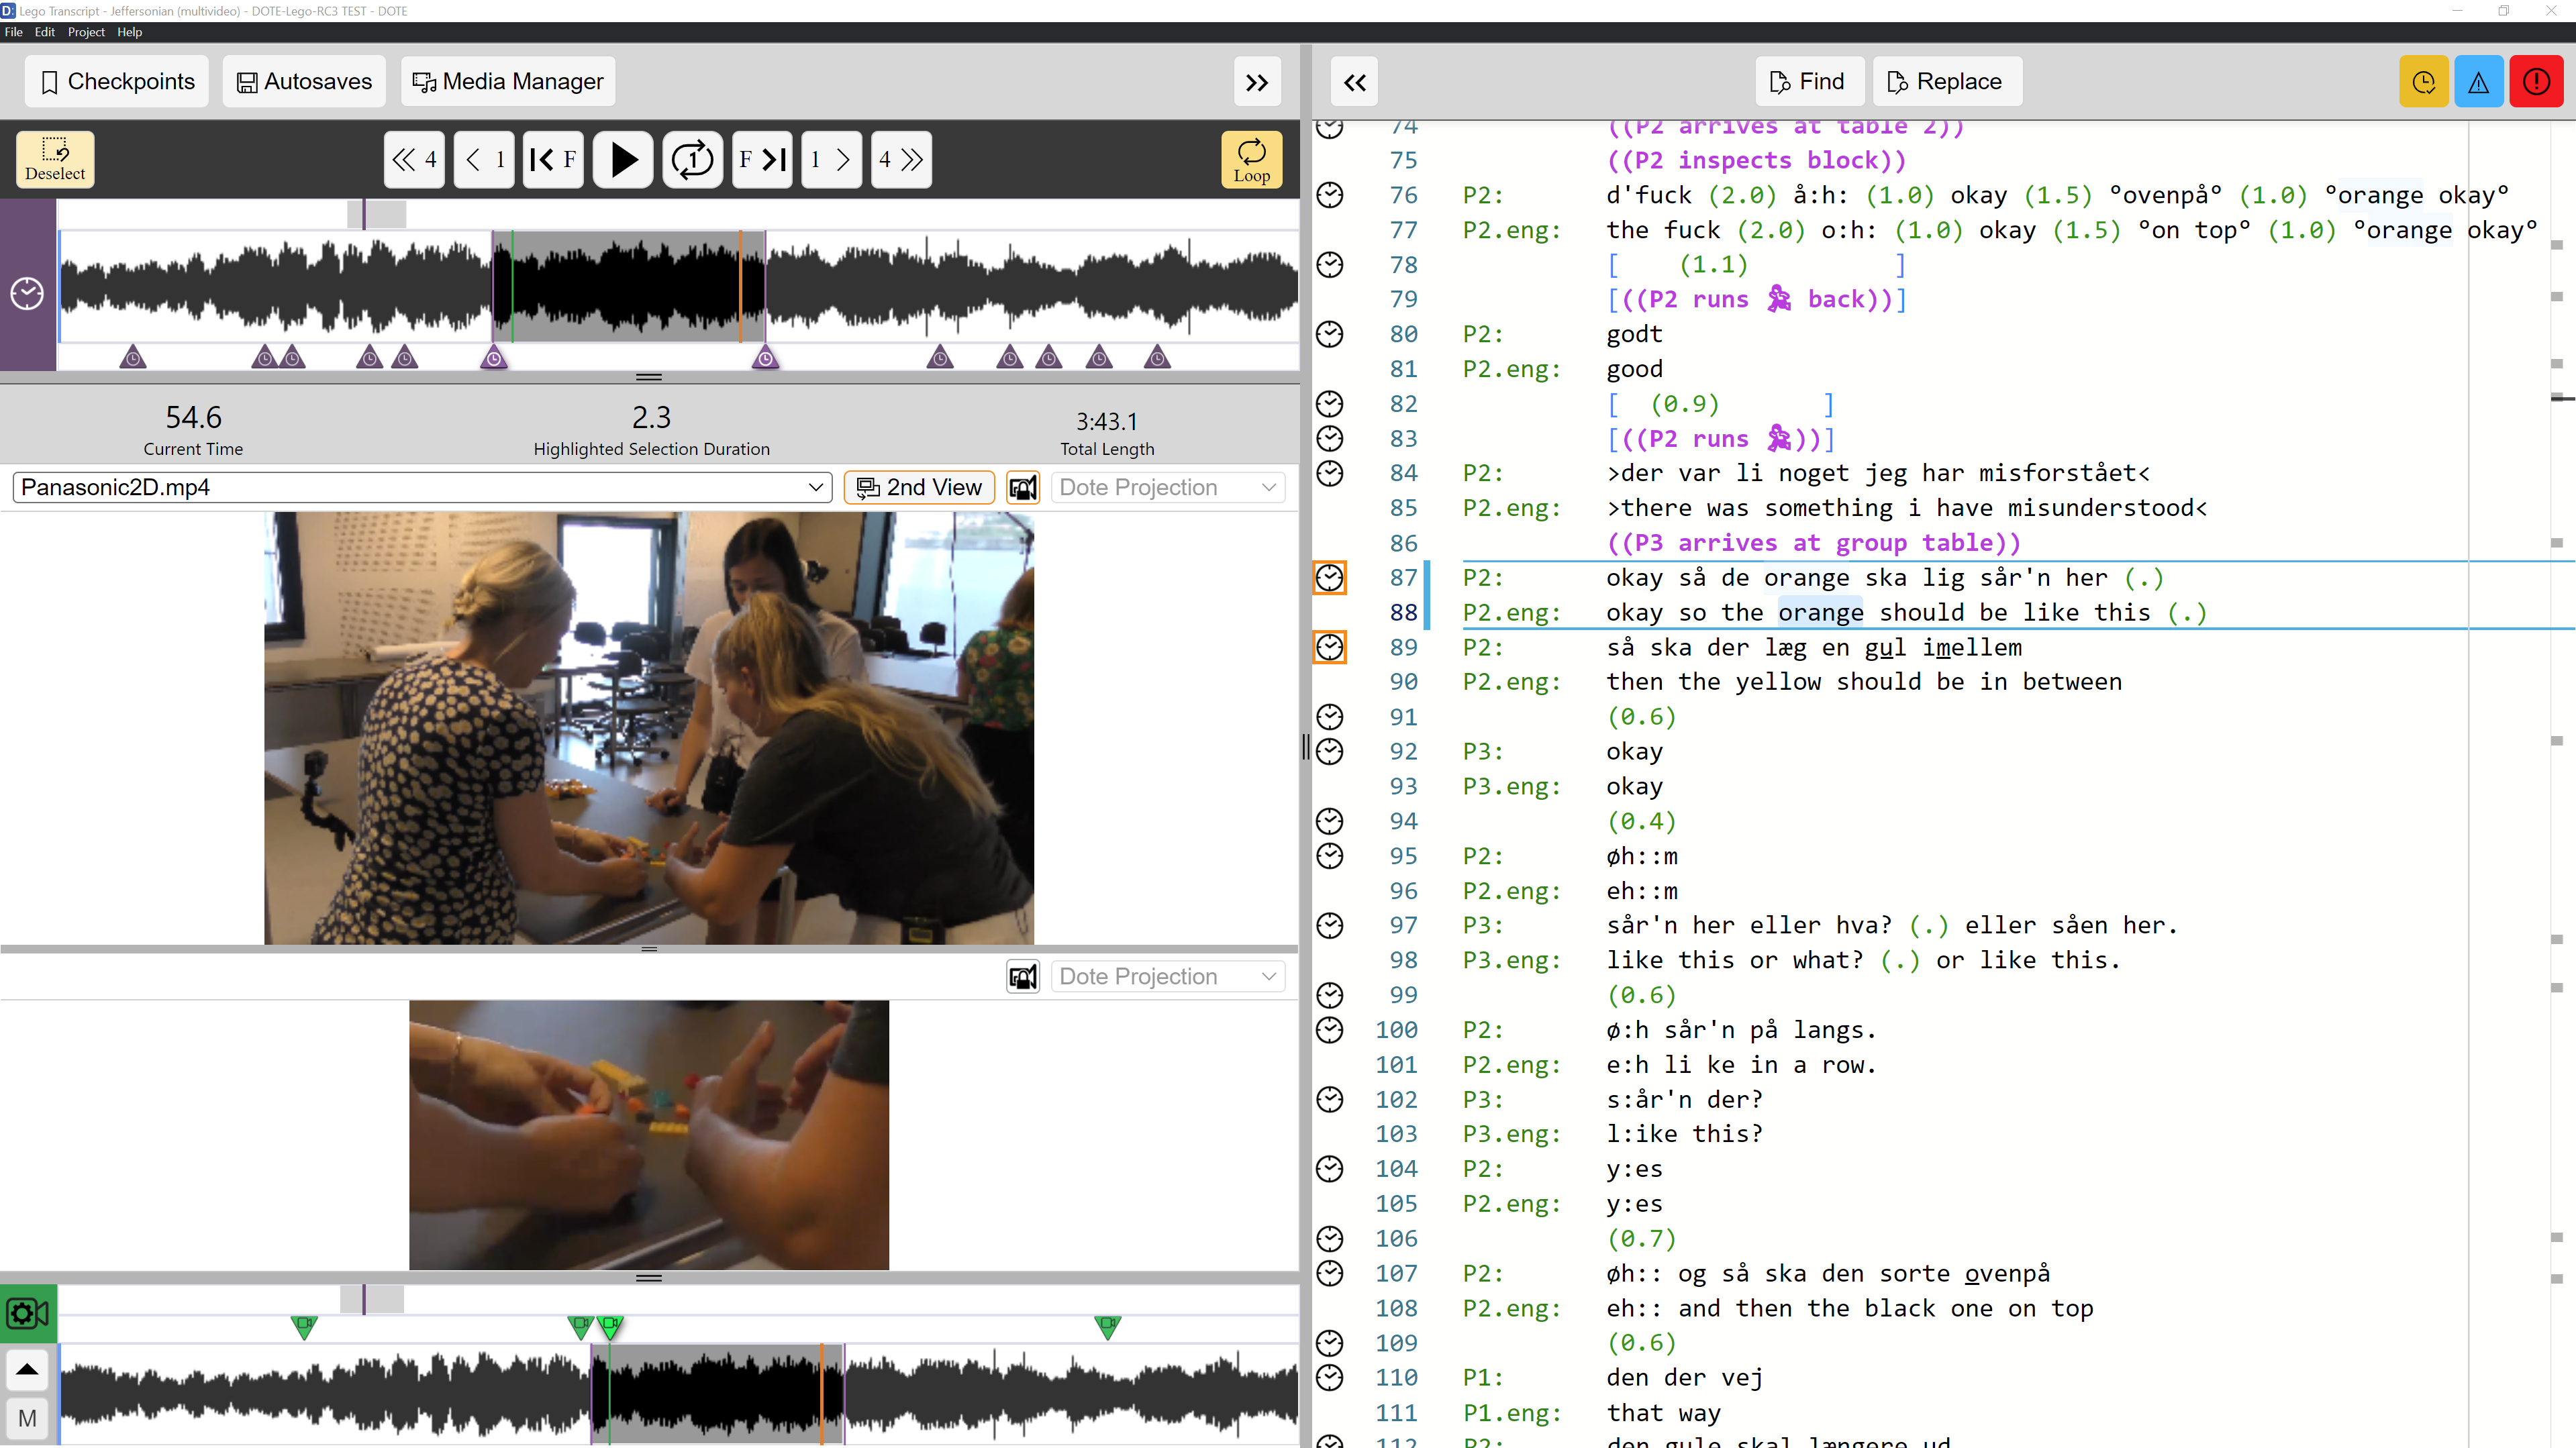 Lego Transcript - Jeffersonian (multivideo) - DOTE-Lego-RC3 TEST - DOTE
File Edit Project Help
Checkpoints Autosaves Media Manager
Deselect 4 1 F 1 F 1 4 Loop
54.6 2.3 3:43.1
Current Time Highlighted Selection Duration Total Length
Panasonic2D.mp4 2nd View Dote Projection
Dote Projection
M
Find Replace
74 ((P2 arrives at table 2))
75 ((P2 inspects block))
76 P2: d'fuck (2.0) å:h: (1.0) okay (1.5) °ovenpå° (1.0) °orange okay°
77 P2.eng: the fuck (2.0) o:h: (1.0) okay (1.5) °on top° (1.0) °orange okay°
78 [ (1.1) ]
79 [((P2 runs back))]
80 P2: godt
81 P2.eng: good
82 [ (0.9) ]
83 [((P2 runs ))]
84 P2: >der var li noget jeg har misforstået<
85 P2.eng: >there was something i have misunderstood<
86 ((P3 arrives at group table))
87 P2: okay så de orange ska lig sår'n her (.)
88 P2.eng: okay so the orange should be like this (.)
89 P2: så ska der læg en gul imellem
90 P2.eng: then the yellow should be in between
91 (0.6)
92 P3: okay
93 P3.eng: okay
94 (0.4)
95 P2: øh::m
96 P2.eng: eh::m
97 P3: sår'n her eller hva? (.) eller såen her.
98 P3.eng: like this or what? (.) or like this.
99 (0.6)
100 P2: ø:h sår'n på langs.
101 P2.eng: e:h li ke in a row.
102 P3: s:år'n der?
103 P3.eng: l:ike this?
104 P2: y:es
105 P2.eng: y:es
106 (0.7)
107 P2: øh:: og så ska den sorte ovenpå
108 P2.eng: eh:: and then the black one on top
109 (0.6)
110 P1: den der vej
111 P1.eng: that way
112 P2: den gule skal længere ud